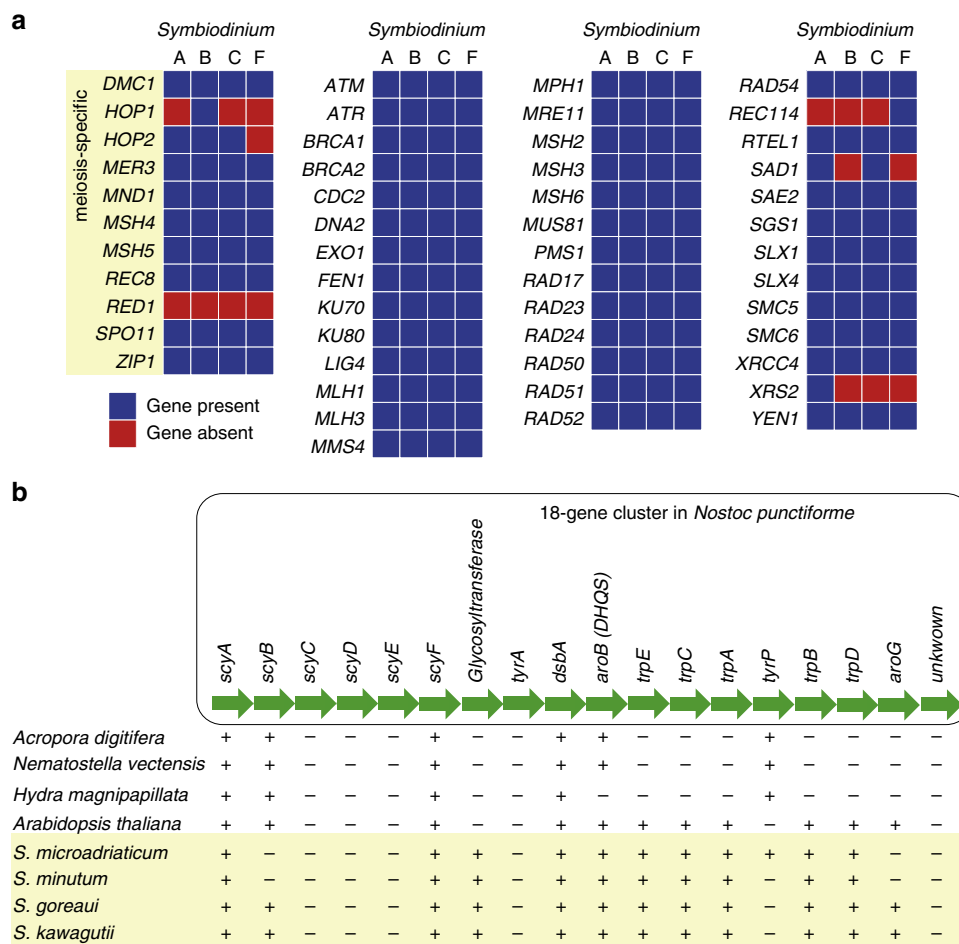 a
Symbiodinium Symbiodinium Symbiodinium Symbiodinium
A B C F A B C F A B C F A B C F
meiosis-specific
DMC1 ATM MPH1 RAD54
HOP1 ATR MRE11 REC114
HOP2 BRCA1 MSH2 RTEL1
MER3 BRCA2 MSH3 SAD1
MND1 CDC2 MSH6 SAE2
MSH4 DNA2 MUS81 SGS1
MSH5 EXO1 PMS1 SLX1
REC8 FEN1 RAD17 SLX4
RED1 KU70 RAD23 SMC5
SPO11 KU80 RAD24 SMC6
ZIP1 LIG4 RAD50 XRCC4
MLH1 RAD51 XRS2
MLH3 RAD52 YEN1
MMS4
Gene present
Gene absent
b
18-gene cluster in Nostoc punctiforme
scyA scyB scyC scyD scyE scyF Glycosyltransferase tyrA dsbA aroB (DHQS) trpE trpC trpA tyrP trpB trpD aroG unkwown
Acropora digitifera + + – – – + – – + + – – – + – – – –
Nematostella vectensis + + – – – + – – + + – – – + – – – –
Hydra magnipapillata + + – – – + – – + – – – – + – – – –
Arabidopsis thaliana + + – – – + – – + + + + + – + + + –
S. microadriaticum + – – – – + + – + + + + + + + + – –
S. minutum + – – – – + + – + + + + + – + + – –
S. goreaui + + – – – + + – + + + + + – + + + –
S. kawagutii + + – – – + + – + + + + + – + + + –